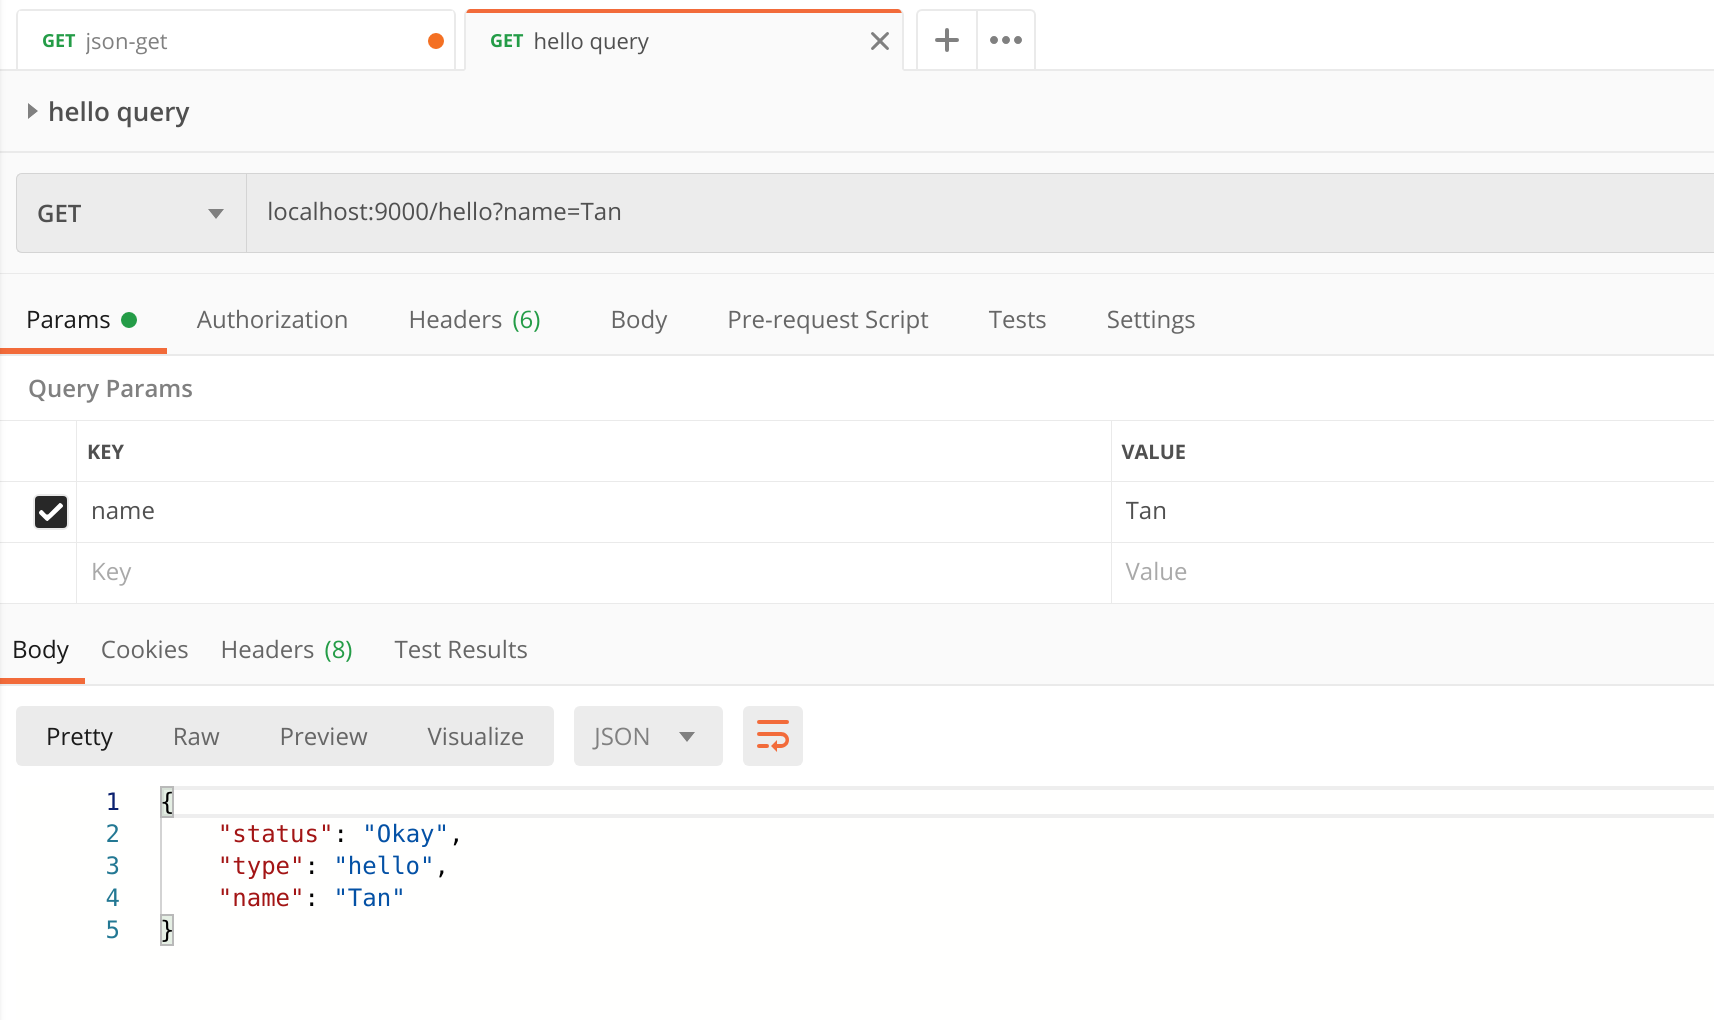 GET json-get GET hello query
hello query
GET localhost:9000/hello?name=Tan
Params Authorization Headers (6) Body Pre-request Script Tests Settings
Query Params
KEY VALUE
name Tan
Key Value
Body Cookies Headers (8) Test Results
Pretty Raw Preview Visualize JSON
1 {
2 "status": "Okay",
3 "type": "hello",
4 "name": "Tan"
5 }